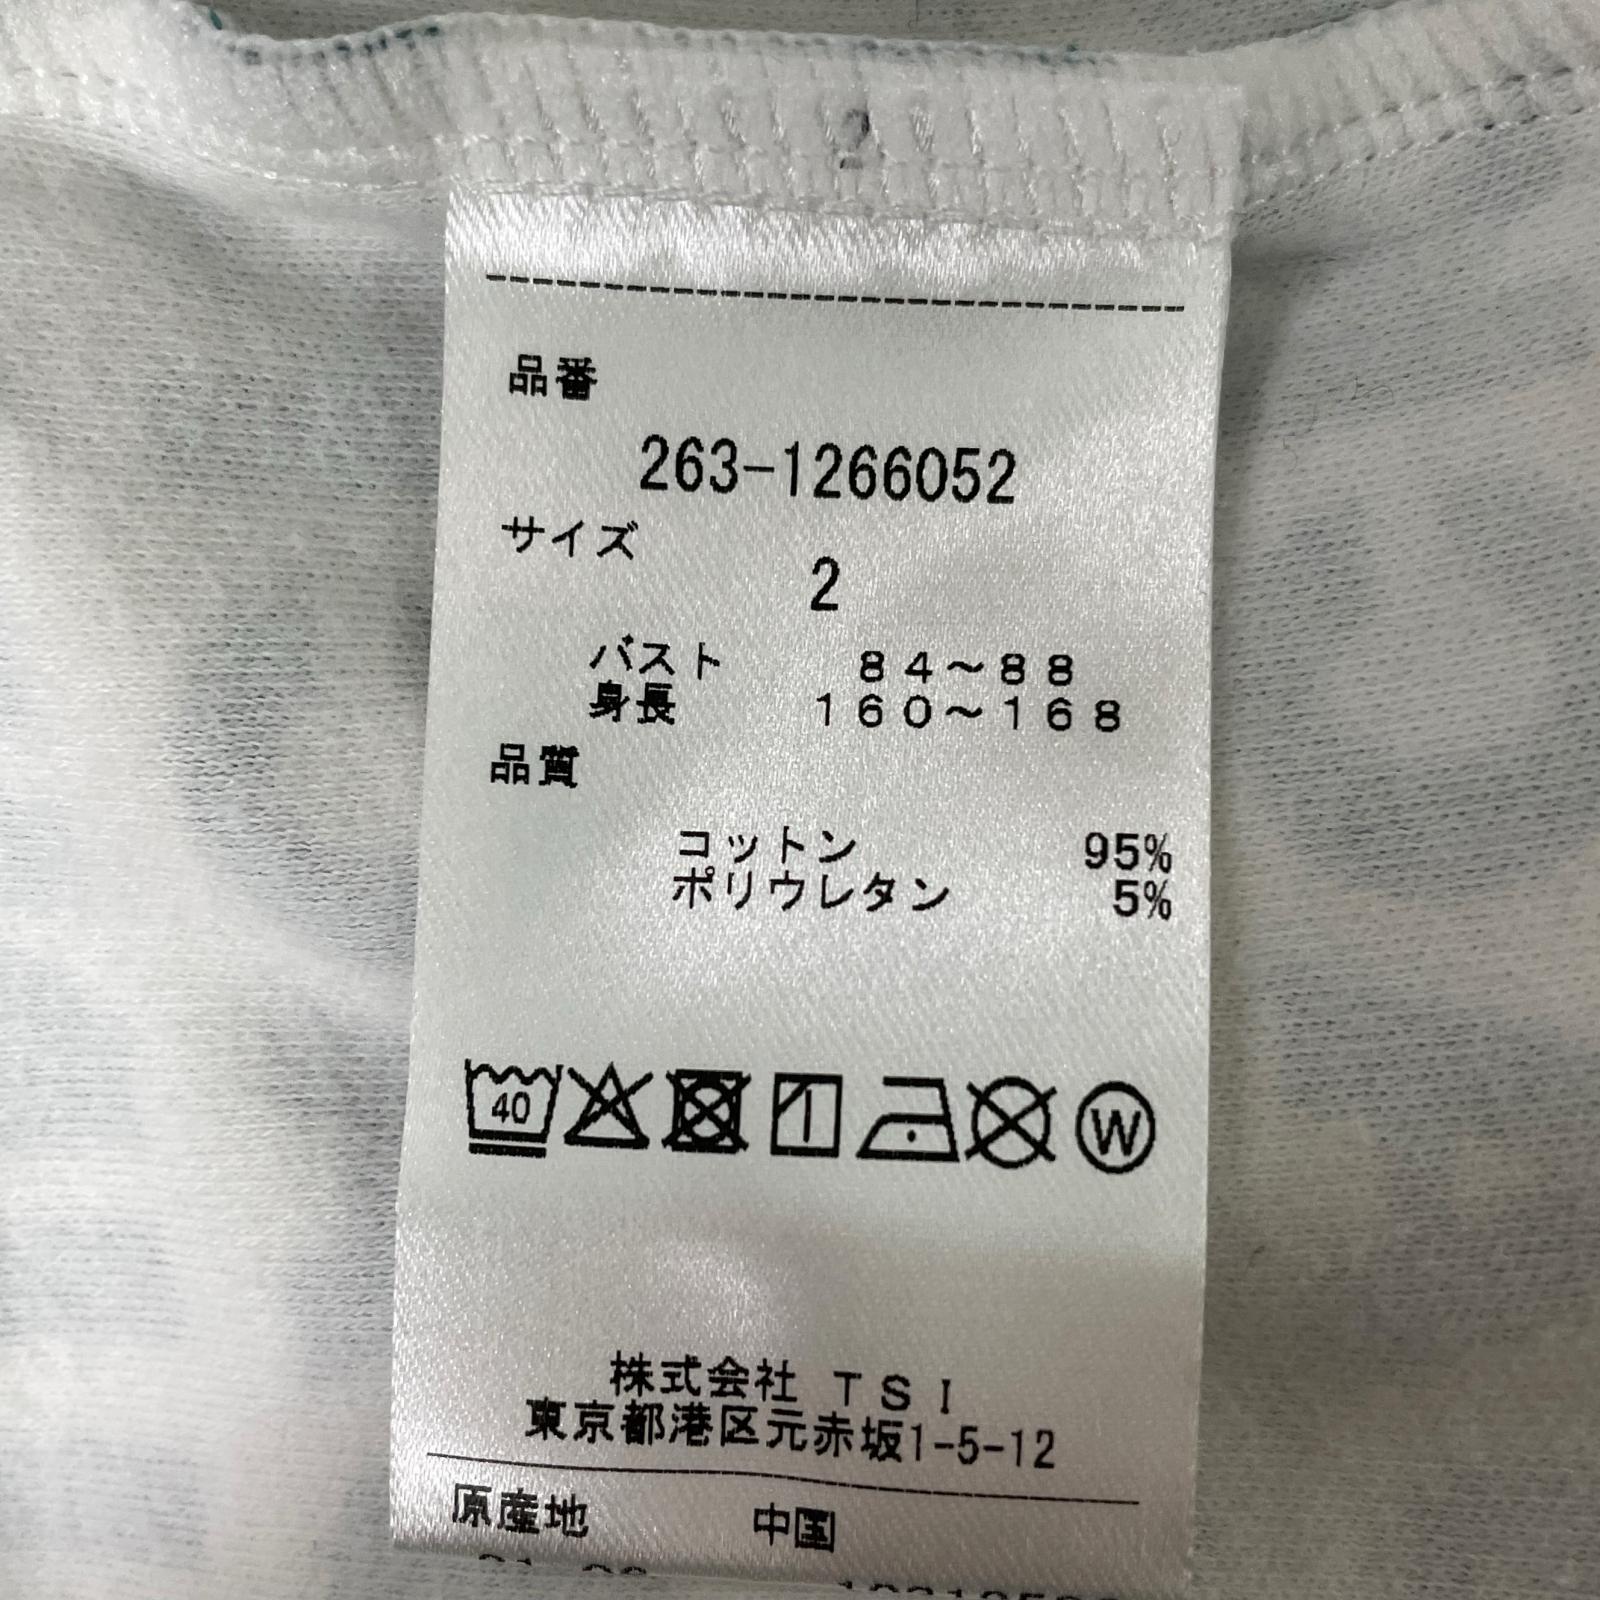 2
品番
263-1266052
サイズ
2
バスト 84〜88
身長 160〜168
品質
コットン 95%
ポリウレタン 5%
40 W
株式会社 TSI
東京都港区元赤坂1-5-12
原産地 中国